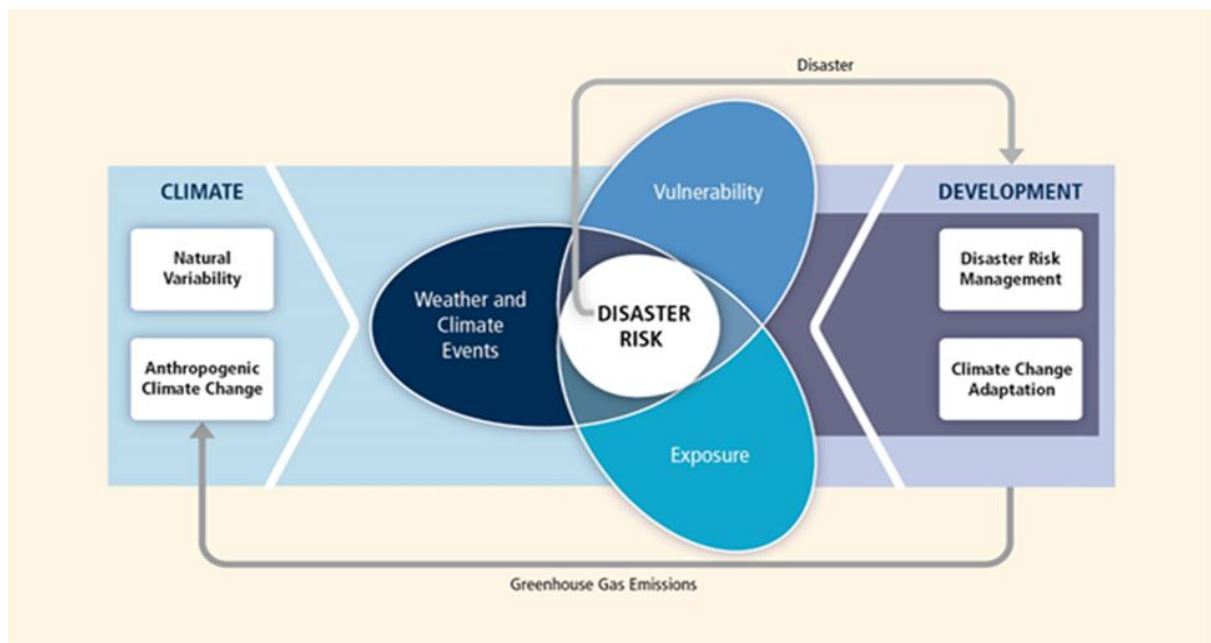 Disaster
CLIMATE
Natural
Variability
Anthropogenic
Climate Change
Weather and
Climate
Events
Vulnerability
DISASTER
RISK
Exposure
DEVELOPMENT
Disaster Risk
Management
Climate Change
Adaptation
Greenhouse Gas Emissions